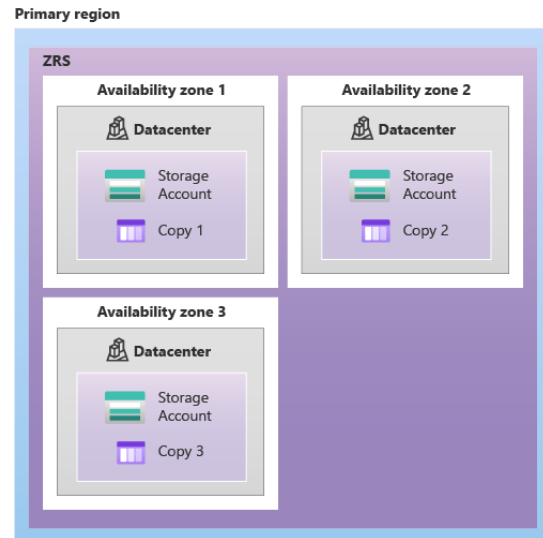 Primary region
ZRS
Availability zone 1
Datacenter
Storage
Account
Copy 1
Availability zone 2
Datacenter
Storage
Account
Copy 2
Availability zone 3
Datacenter
Storage
Account
Copy 3